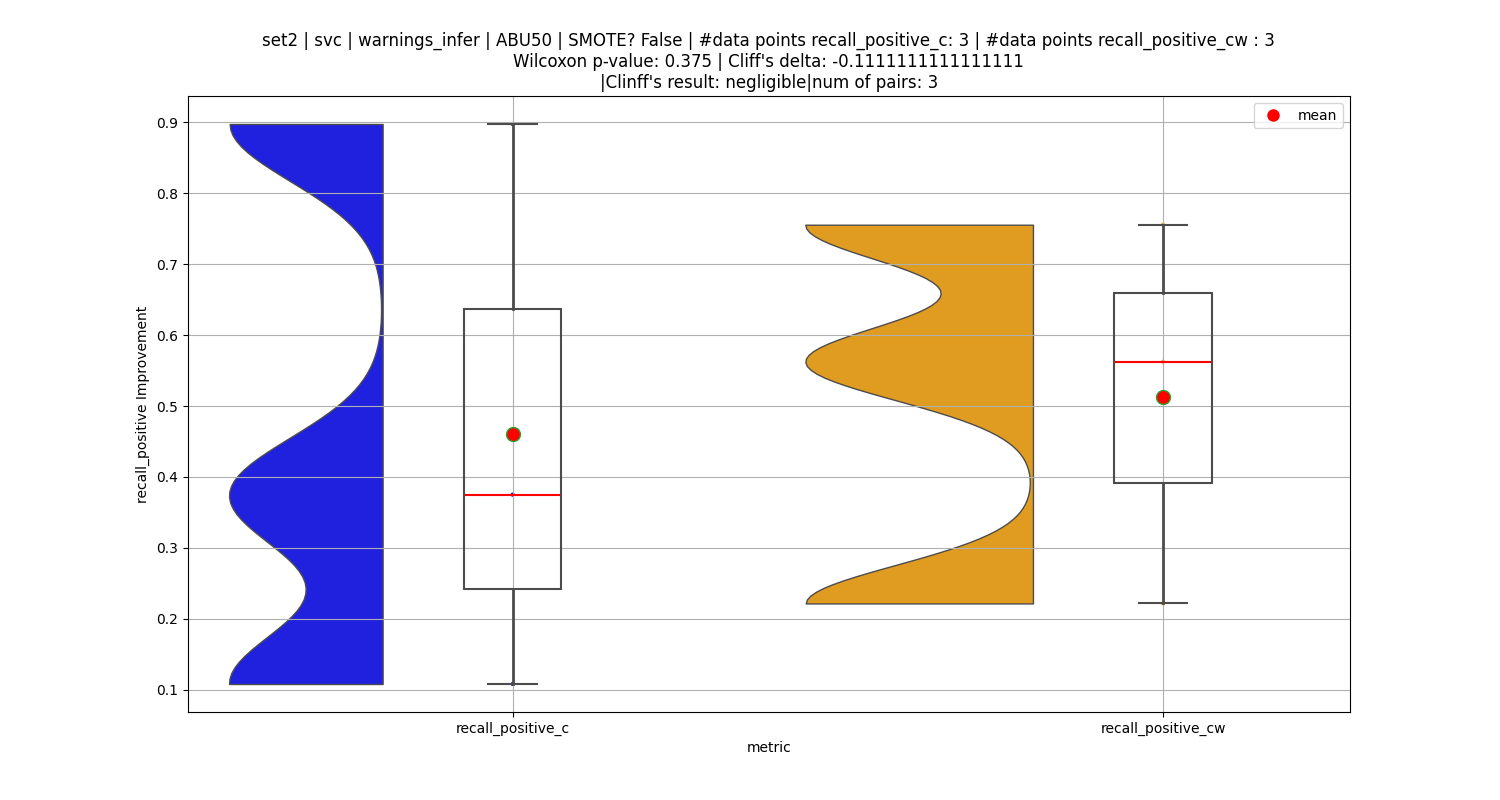 set2 | svc | warnings_infer | ABU50 | SMOTE? False | #data points recall_positive_c: 3 | #data points recall_positive_cw : 3
Wilcoxon p-value: 0.375 | Cliff's delta: -0.1111111111111111
|Clinff's result: negligible|num of pairs: 3
mean
0.9
0.8
0.7
0.6
0.5
0.4
0.3
0.2
0.1
recall_positive Improvement
recall_positive_c
recall_positive_cw
metric